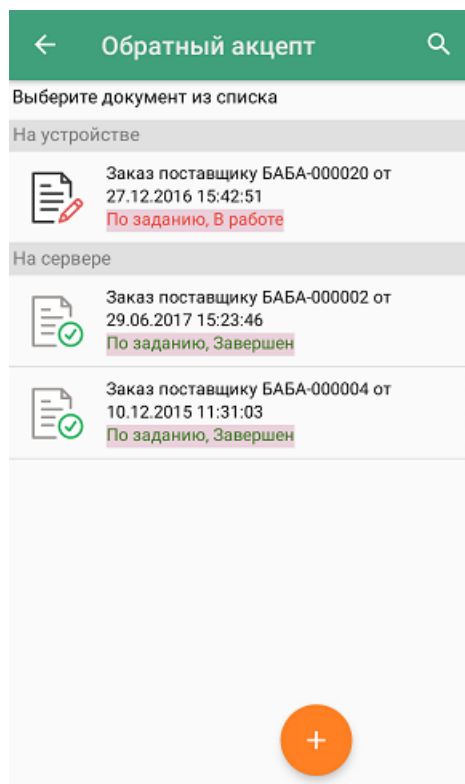 Обратный акцепт
Выберите документ из списка
На устройстве
Заказ поставщику БАБА-000020 от
27.12.2016 15:42:51
По заданию, В работе
На сервере
Заказ поставщику БАБА-000002 от
29.06.2017 15:23:46
По заданию, Завершен
Заказ поставщику БАБА-000004 от
10.12.2015 11:31:03
По заданию, Завершен